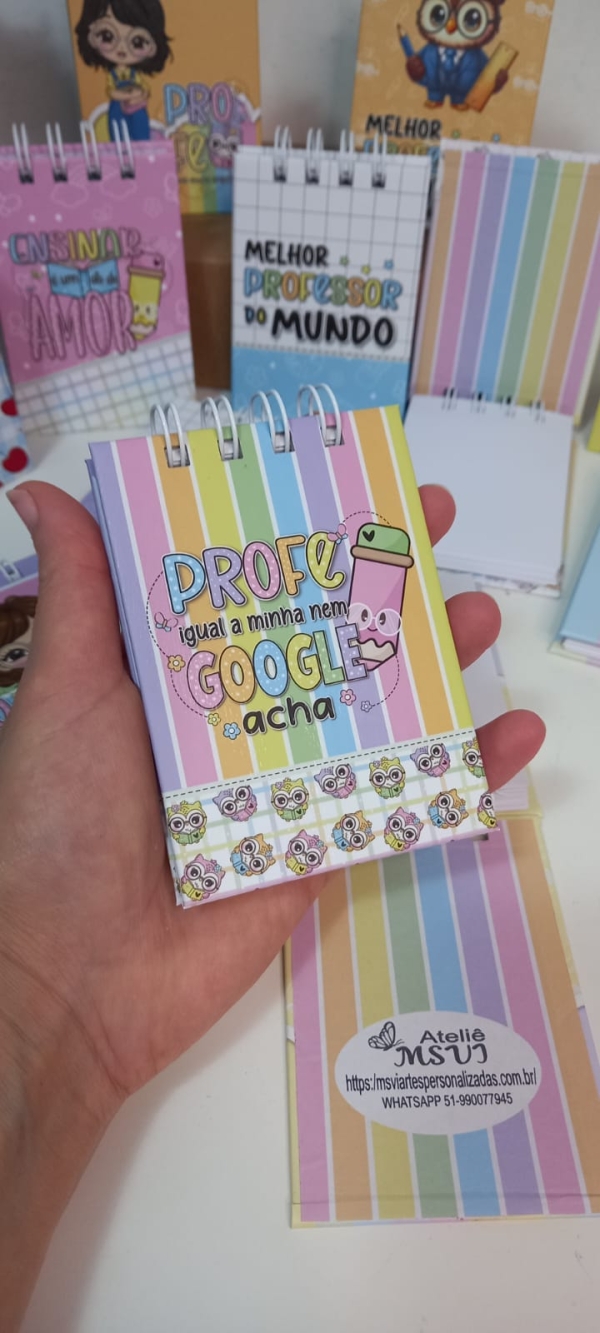 PROFE
MELHOR
ENSINAR
AMOR
MELHOR
PROFESSOR
DO MUNDO
PROFE
igual a minha nem
GOOGLE
acha
Ateliê
MSVI
https:/msviartespersonalizadas.com.br/
WHATSAPP 51-990077945